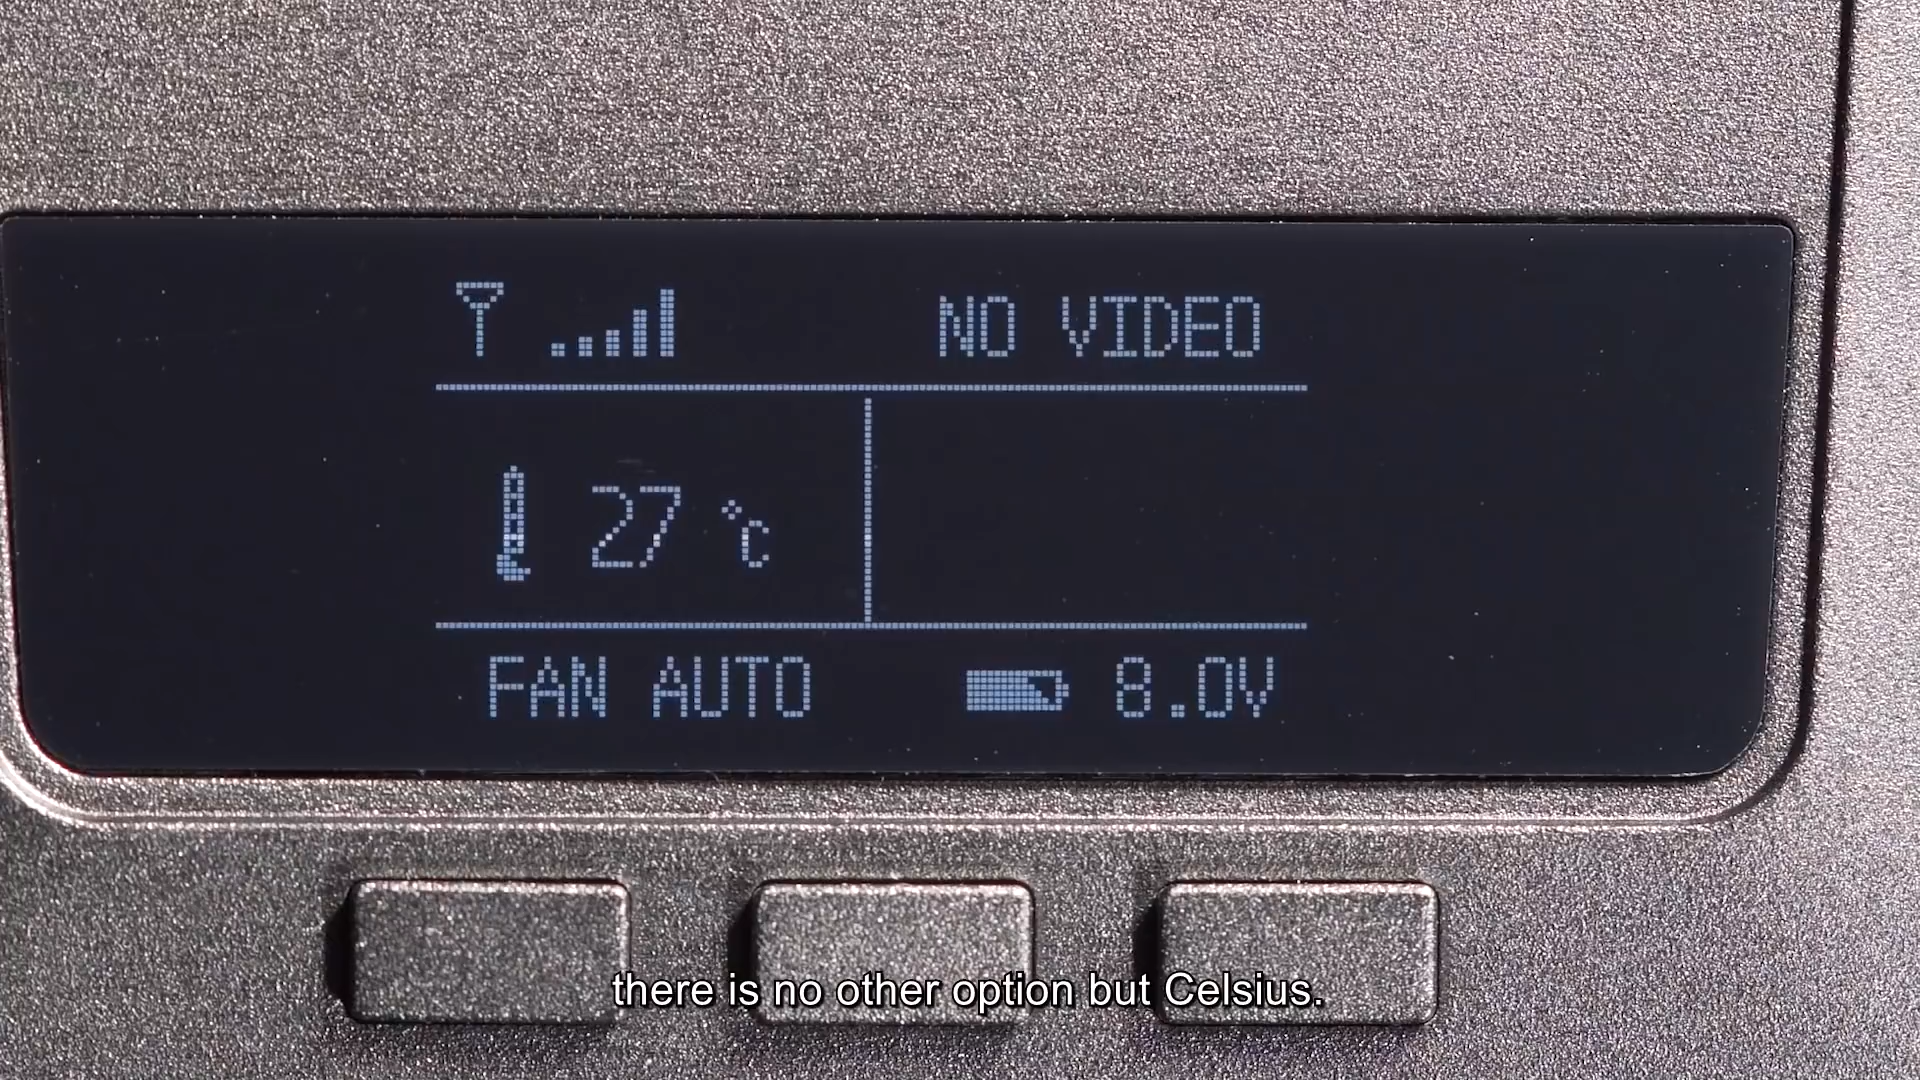 NO VIDEO
27 °C
FAN AUTO 8.0V
there is no other option but Celsius.